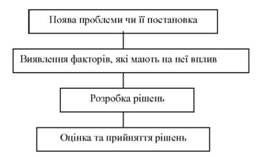 Поява проблеми чи її постановка
Виявлення факторів, які мають на неї вплив
Розробка рішень
Оцінка та прийняття рішень